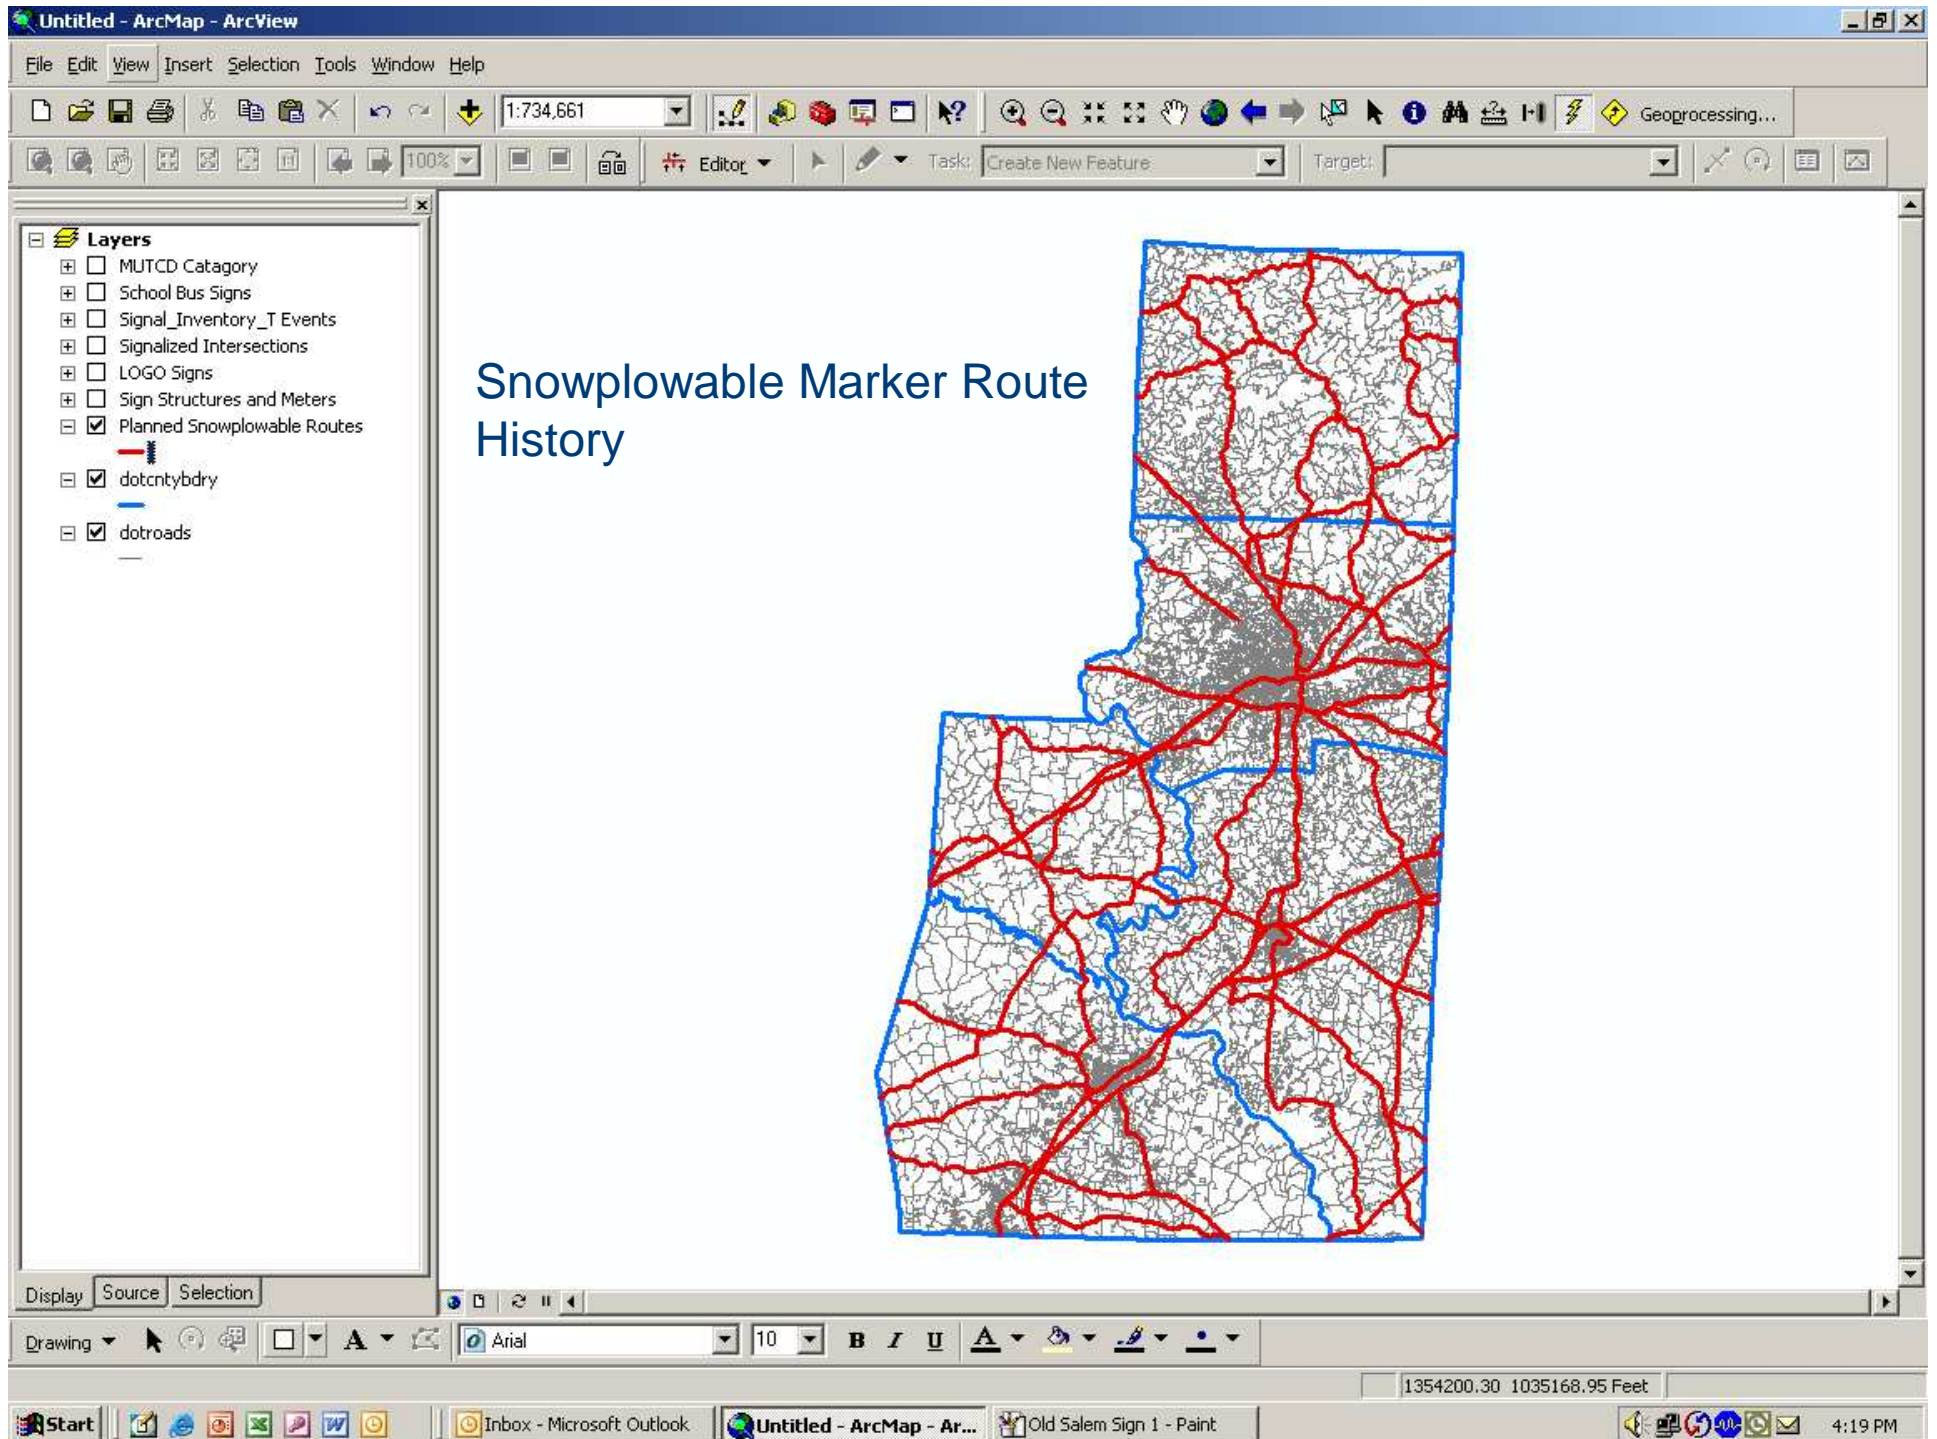 Untitled - ArcMap - ArcView
File Edit View Insert Selection Tools Window Help
1:734,661
Geoprocessing...
100%
Editor
Task:
Create New Feature
Target:
Layers
MUTCD Catagory
School Bus Signs
Signal_Inventory_T Events
Signalized Intersections
LOGO Signs
Sign Structures and Meters
Planned Snowplowable Routes
dotcntybdry
dotroads
Snowplowable Marker Route
History
Display Source Selection
Drawing
A
Arial
10
B I U A
1354200.30 1035168.95 Feet
Start
Inbox - Microsoft Outlook
Untitled - ArcMap - Ar...
Old Salem Sign 1 - Paint
4:19 PM